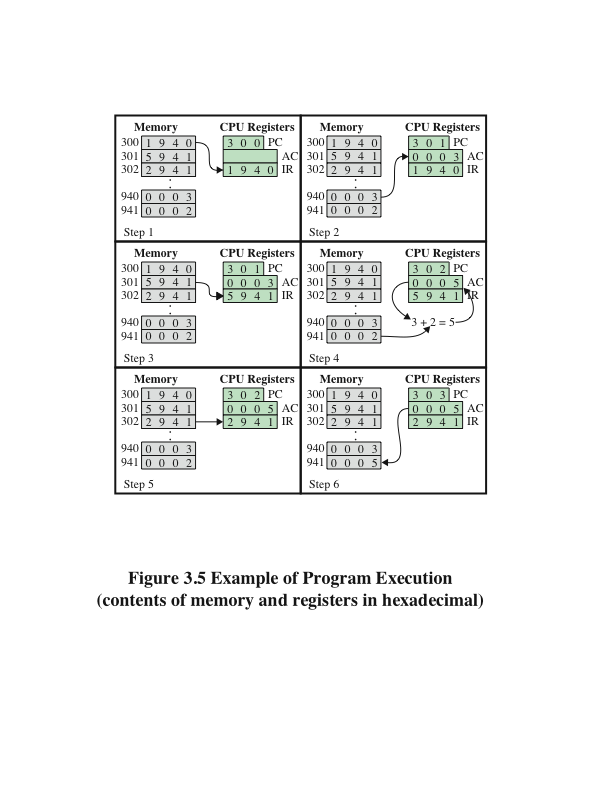 Memory CPU Registers
300 1 9 4 0 3 0 0 PC
301 5 9 4 1 AC
302 2 9 4 1 1 9 4 0 IR
940 0 0 0 3
941 0 0 0 2
Step 1
Memory CPU Registers
300 1 9 4 0 3 0 1 PC
301 5 9 4 1 0 0 0 3 AC
302 2 9 4 1 1 9 4 0 IR
940 0 0 0 3
941 0 0 0 2
Step 2
Memory CPU Registers
300 1 9 4 0 3 0 1 PC
301 5 9 4 1 0 0 0 3 AC
302 2 9 4 1 5 9 4 1 IR
940 0 0 0 3
941 0 0 0 2
Step 3
Memory CPU Registers
300 1 9 4 0 3 0 2 PC
301 5 9 4 1 0 0 0 5 AC
302 2 9 4 1 5 9 4 1 IR
940 0 0 0 3 3 + 2 = 5
941 0 0 0 2
Step 4
Memory CPU Registers
300 1 9 4 0 3 0 2 PC
301 5 9 4 1 0 0 0 5 AC
302 2 9 4 1 2 9 4 1 IR
940 0 0 0 3
941 0 0 0 2
Step 5
Memory CPU Registers
300 1 9 4 0 3 0 3 PC
301 5 9 4 1 0 0 0 5 AC
302 2 9 4 1 2 9 4 1 IR
940 0 0 0 3
941 0 0 0 5
Step 6
Figure 3.5 Example of Program Execution
(contents of memory and registers in hexadecimal)